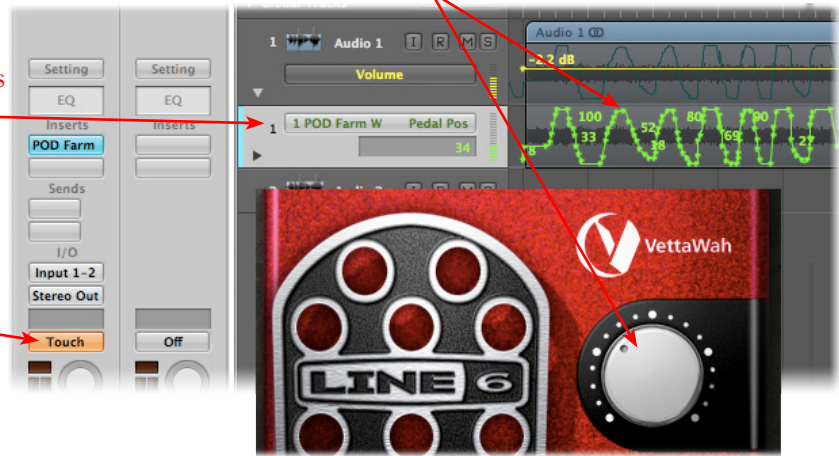 Global Tracks
1 Audio 1 I R M S
Volume
Audio 1
-2.2 dB
1 1 POD Farm W Pedal Pos
34
8 33 100 52 18 80 69 90 27
s
Setting Setting
EQ EQ
Inserts Inserts
POD Farm
Sends
I/O
Input 1-2
Stereo Out
Touch Off
VettaWah
LINE 6